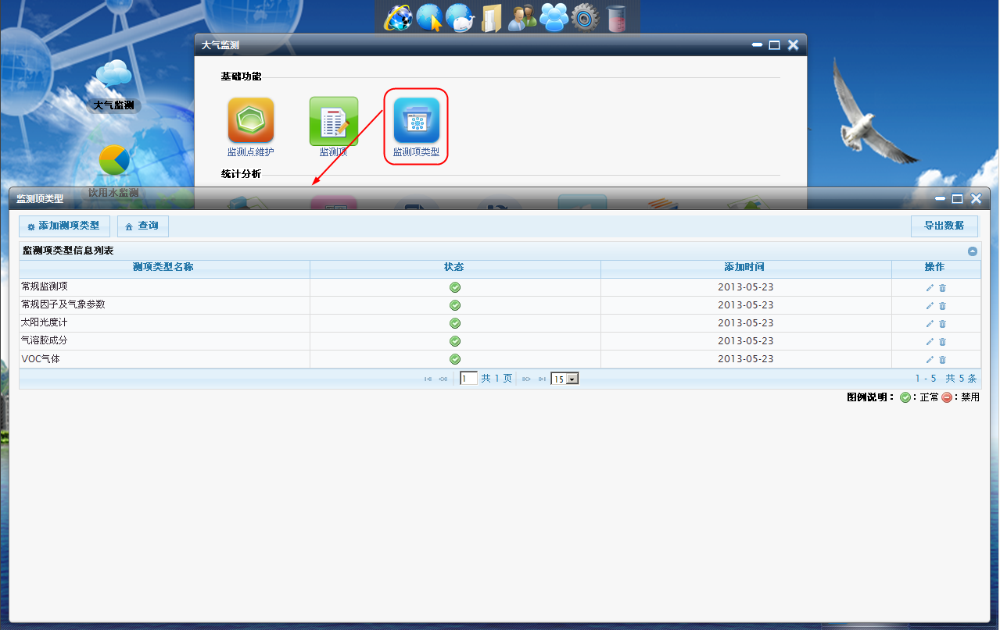 大气监测
大气监测
基础功能
监测点维护
监测项
监测项类型
统计分析
饮用水监测
监测项类型
添加测项类型
查询
导出数据
监测项类型信息列表
测项类型名称 状态 添加时间 操作
常规监测项 2013-05-23
常规因子及气象参数 2013-05-23
太阳光度计 2013-05-23
气溶胶成分 2013-05-23
VOC气体 2013-05-23
1 共 1 页 15 1 - 5 共 5 条
图例说明： ：正常 ：禁用